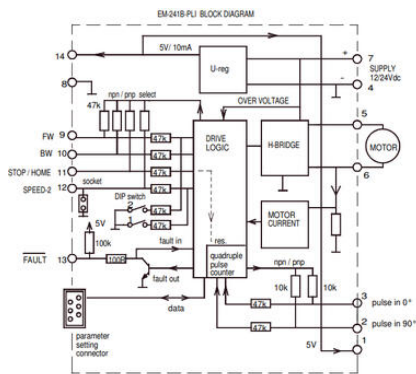 EM-241B-PLI BLOCK DIAGRAM
14
5V/ 10mA
U-reg
+
7
SUPPLY
12/24Vdc
-
4
8
npn / pnp select
47k
OVER VOLTAGE
5
FW
9
47k
DRIVE
LOGIC
H-BRIDGE
MOTOR
BW
10
47k
STOP / HOME
11
47k
6
SPEED-2
12
47k
socket
DIP switch
2
47k
1
47k
MOTOR
CURRENT
5V
100k
fault in
res.
FAULT
13
100R
quadruple
pulse
counter
npn / pnp
fault out
10k
10k
data
47k
3
pulse in 0°
47k
2
pulse in 90°
parameter
setting
connector
5V
1